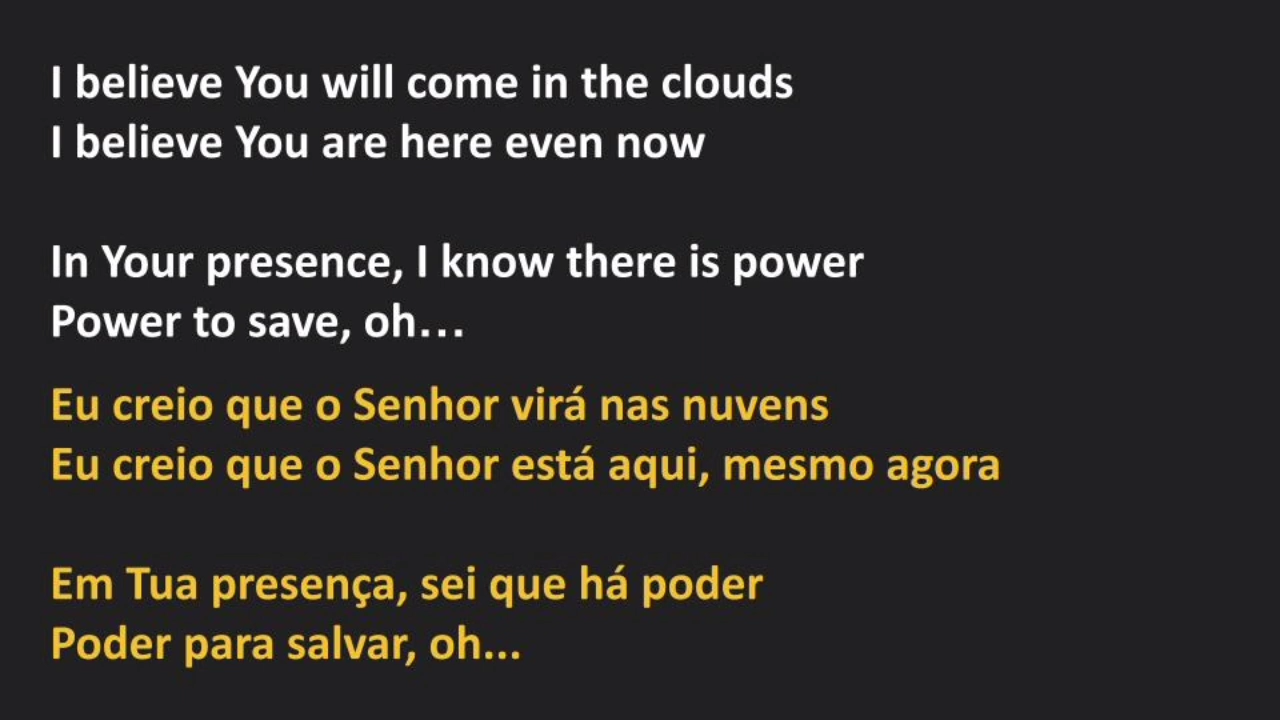 I believe You will come in the clouds
I believe You are here even now
In Your presence, I know there is power
Power to save, oh…
Eu creio que o Senhor virá nas nuvens
Eu creio que o Senhor está aqui, mesmo agora
Em Tua presença, sei que há poder
Poder para salvar, oh...